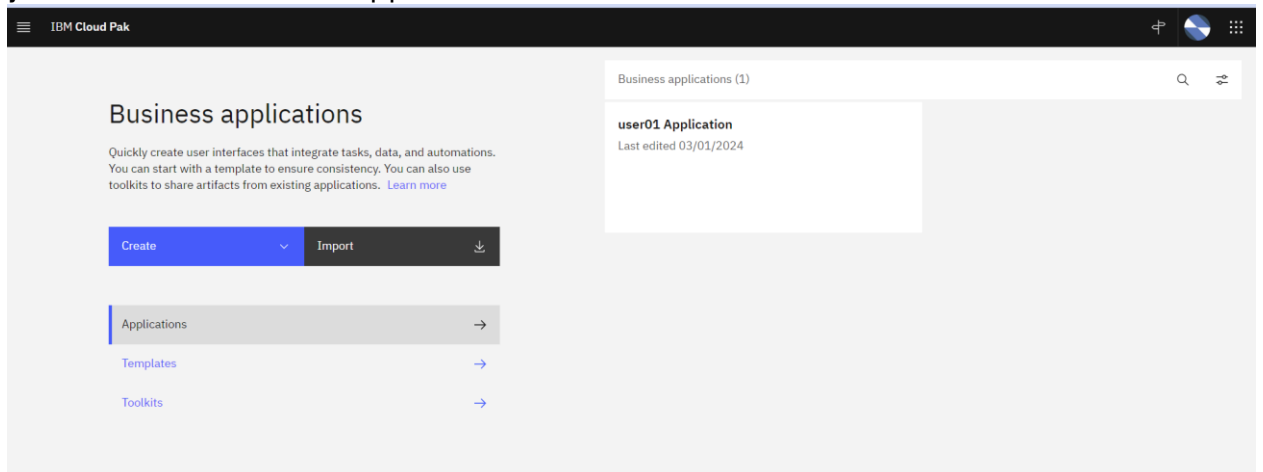 IBM Cloud Pak
Business applications
Quickly create user interfaces that integrate tasks, data, and automations.
You can start with a template to ensure consistency. You can also use
toolkits to share artifacts from existing applications. Learn more
Create
Import
Applications
Templates
Toolkits
Business applications (1)
user01 Application
Last edited 03/01/2024